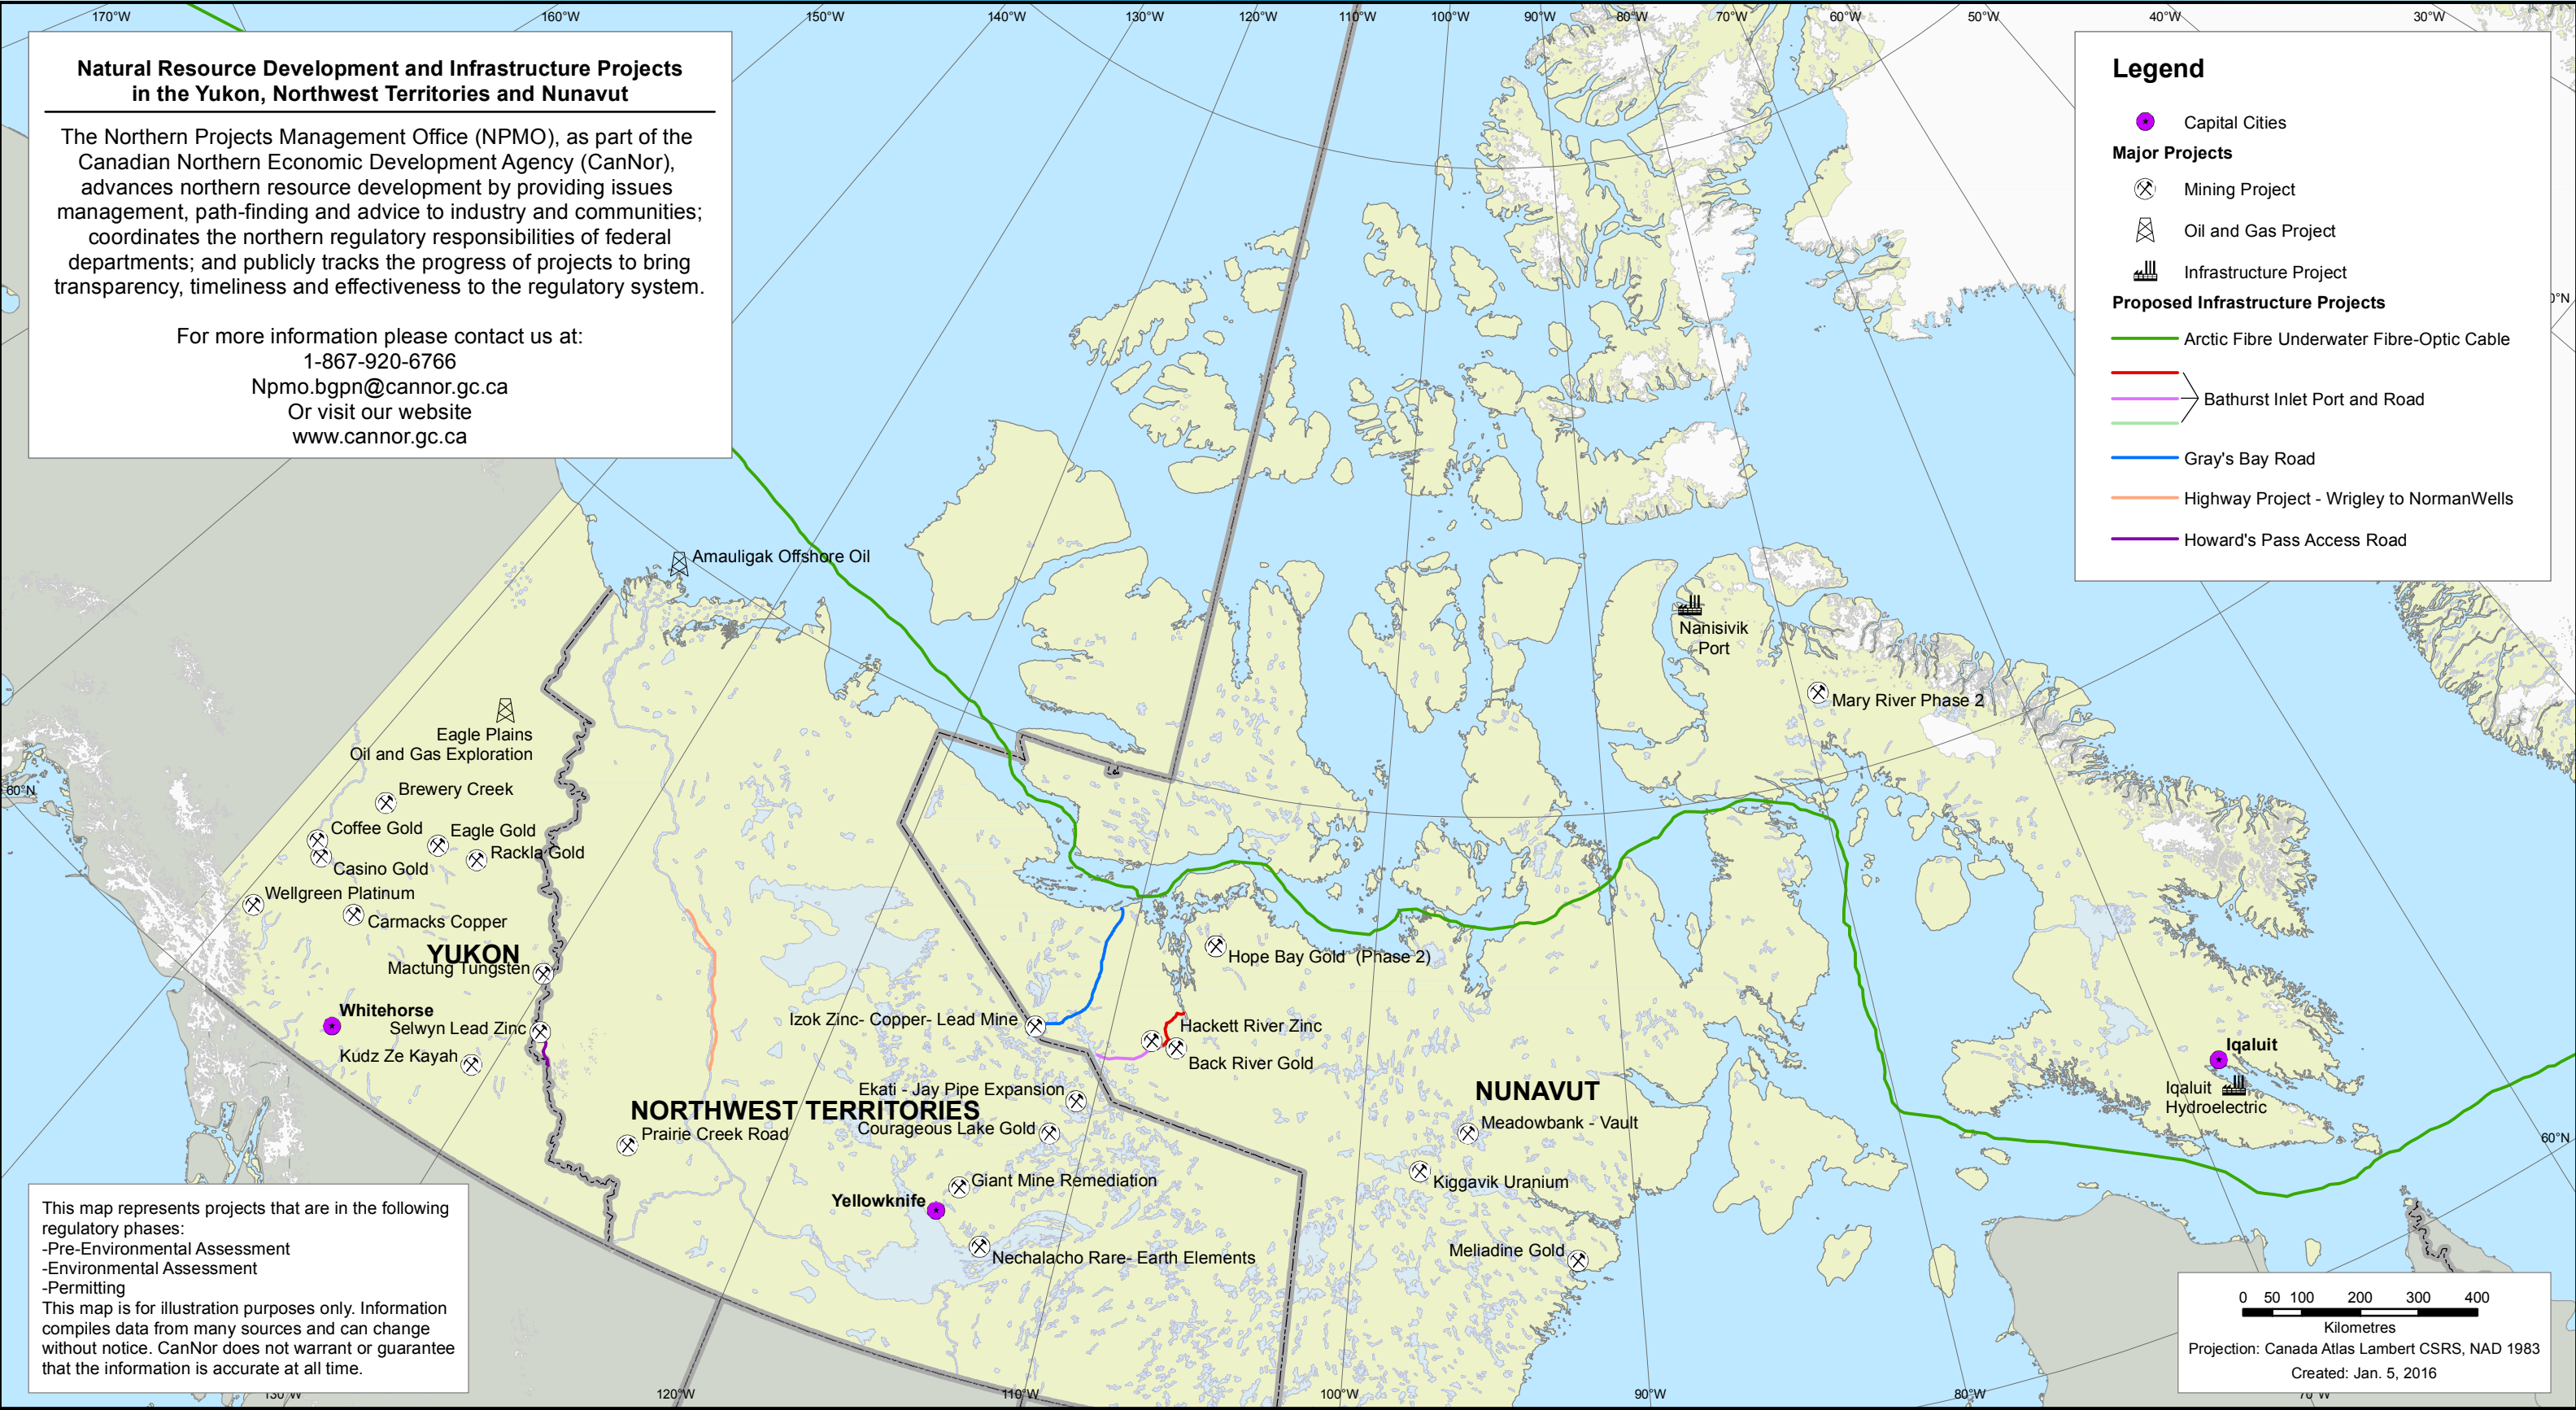 170°W
160°W
150°W
140°W
130°W
120°W
110°W
100°W
90°W
80°W
70°W
60°W
50°W
40°W
30°W
Natural Resource Development and Infrastructure Projects
in the Yukon, Northwest Territories and Nunavut
The Northern Projects Management Office (NPMO), as part of the
Canadian Northern Economic Development Agency (CanNor),
advances northern resource development by providing issues
management, path-finding and advice to industry and communities;
coordinates the northern regulatory responsibilities of federal
departments; and publicly tracks the progress of projects to bring
transparency, timeliness and effectiveness to the regulatory system.
For more information please contact us at:
1-867-920-6766
Npmo.bgpn@cannor.gc.ca
Or visit our website
www.cannor.gc.ca
Legend
Capital Cities
Major Projects
Mining Project
Oil and Gas Project
Infrastructure Project
Proposed Infrastructure Projects
Arctic Fibre Underwater Fibre-Optic Cable
Bathurst Inlet Port and Road
Gray's Bay Road
Highway Project - Wrigley to NormanWells
Howard's Pass Access Road
Amauligak Offshore Oil
Nanisivik
Port
Mary River Phase 2
Eagle Plains
Oil and Gas Exploration
60°N
Brewery Creek
Coffee Gold
Eagle Gold
Rackla Gold
Casino Gold
Wellgreen Platinum
Carmacks Copper
YUKON
Mactung Tungsten
Whitehorse
Selwyn Lead Zinc
Kudz Ze Kayah
Hope Bay Gold (Phase 2)
Izok Zinc- Copper- Lead Mine
Hackett River Zinc
Back River Gold
Ekati - Jay Pipe Expansion
NORTHWEST TERRITORIES
Courageous Lake Gold
Prairie Creek Road
Giant Mine Remediation
Yellowknife
Nechalacho Rare- Earth Elements
NUNAVUT
Meadowbank - Vault
Kiggavik Uranium
Meliadine Gold
Iqaluit
Iqaluit
Hydroelectric
60°N
This map represents projects that are in the following
regulatory phases:
-Pre-Environmental Assessment
-Environmental Assessment
-Permitting
This map is for illustration purposes only. Information
compiles data from many sources and can change
without notice. CanNor does not warrant or guarantee
that the information is accurate at all time.
0 50 100 200 300 400
Kilometres
Projection: Canada Atlas Lambert CSRS, NAD 1983
Created: Jan. 5, 2016
130°W
120°W
110°W
100°W
90°W
80°W
70°W